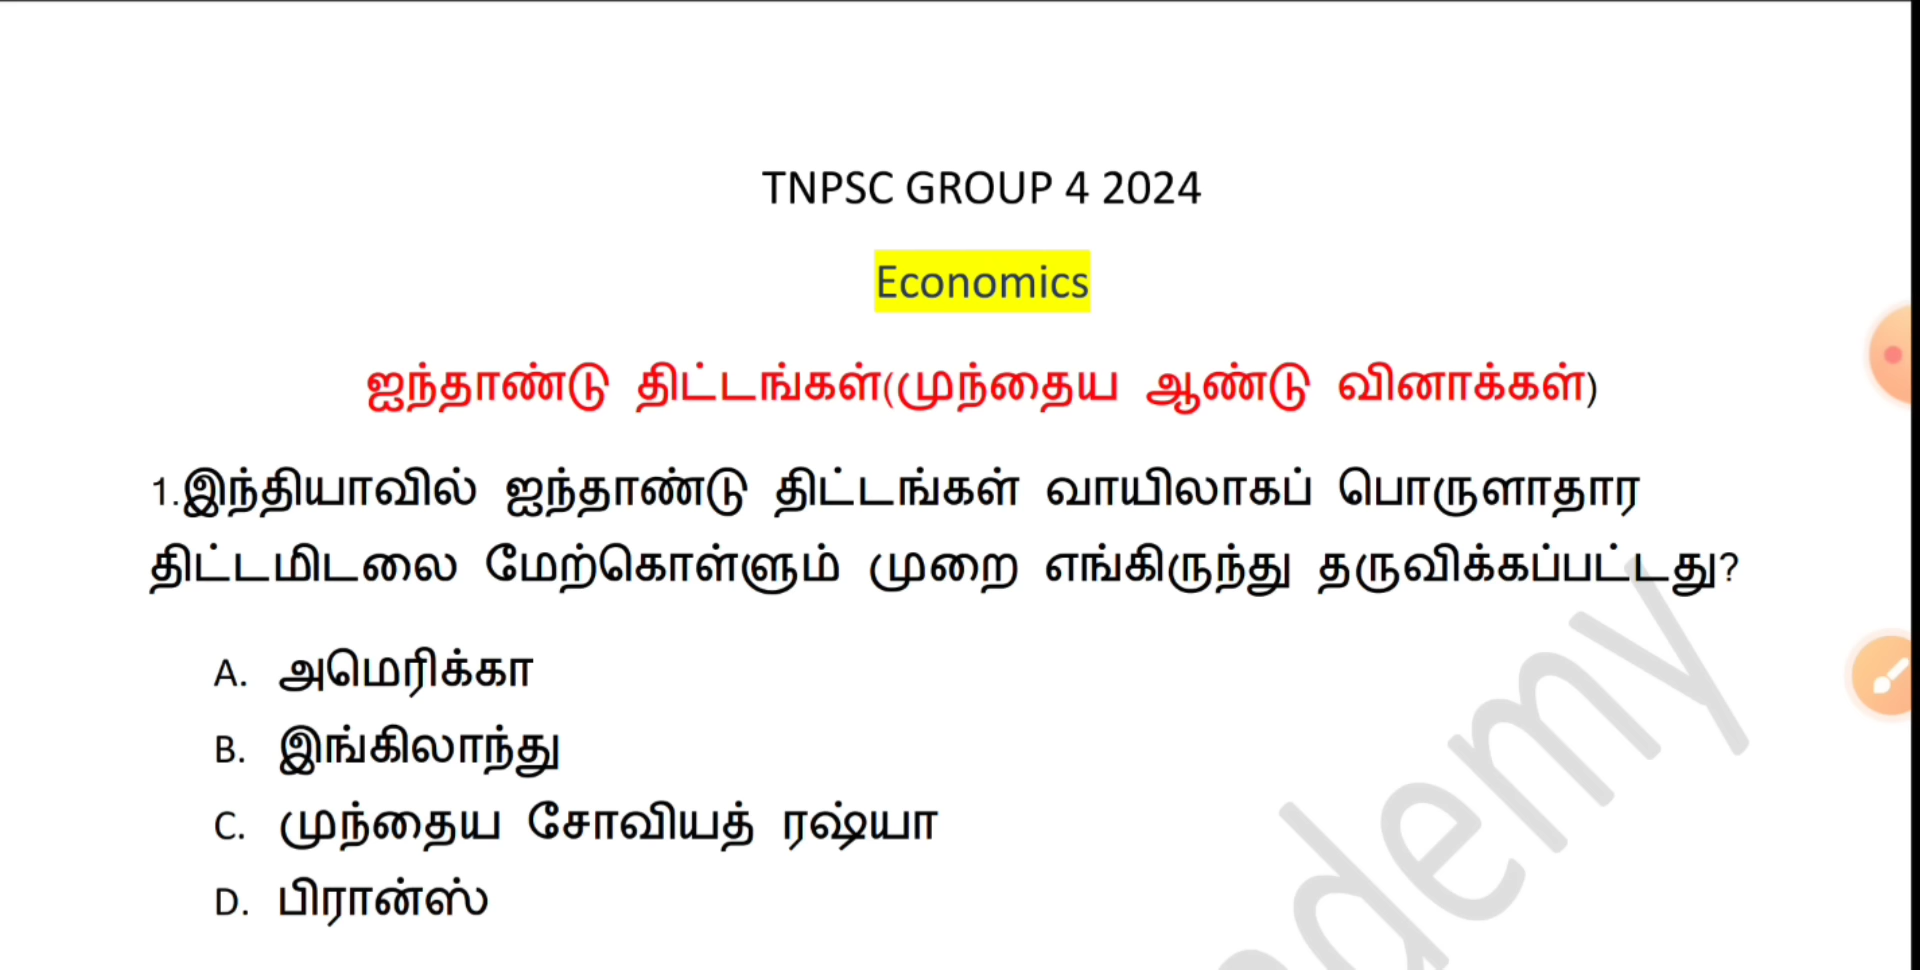 TNPSC GROUP 4 2024
Economics
ஐந்தாண்டு திட்டங்கள்(முந்தைய ஆண்டு வினாக்கள்)
1.இந்தியாவில் ஐந்தாண்டு திட்டங்கள் வாயிலாகப் பொருளாதார
திட்டமிடலை மேற்கொள்ளும் முறை எங்கிருந்து தருவிக்கப்பட்டது?
A. அமெரிக்கா
B. இங்கிலாந்து
C. முந்தைய சோவியத் ரஷ்யா
D. பிரான்ஸ்